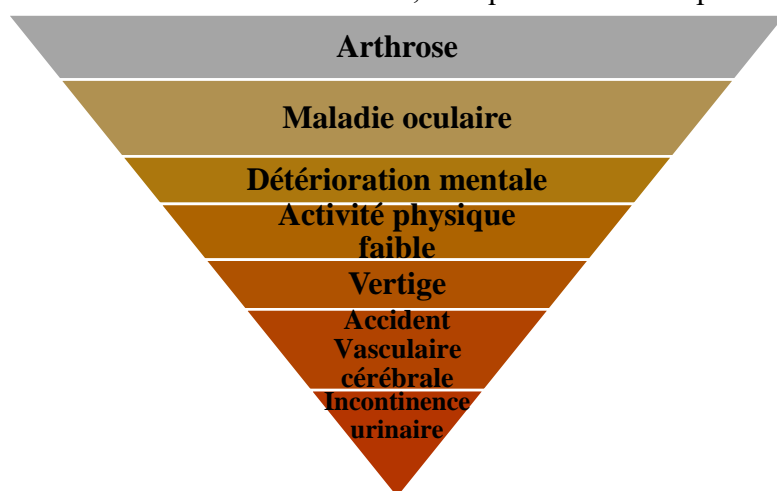 Arthrose
Maladie oculaire
Détérioration mentale
Activité physique
faible
Vertige
Accident
Vasculaire
cérébrale
Incontinence
urinaire